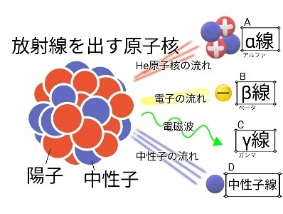 放射線を出す原子核
He原子核の流れ
A
α線
アルファ
電子の流れ
B
β線
ベータ
電磁波
C
γ線
ガンマ
中性子の流れ
D
中性子線
陽子
中性子